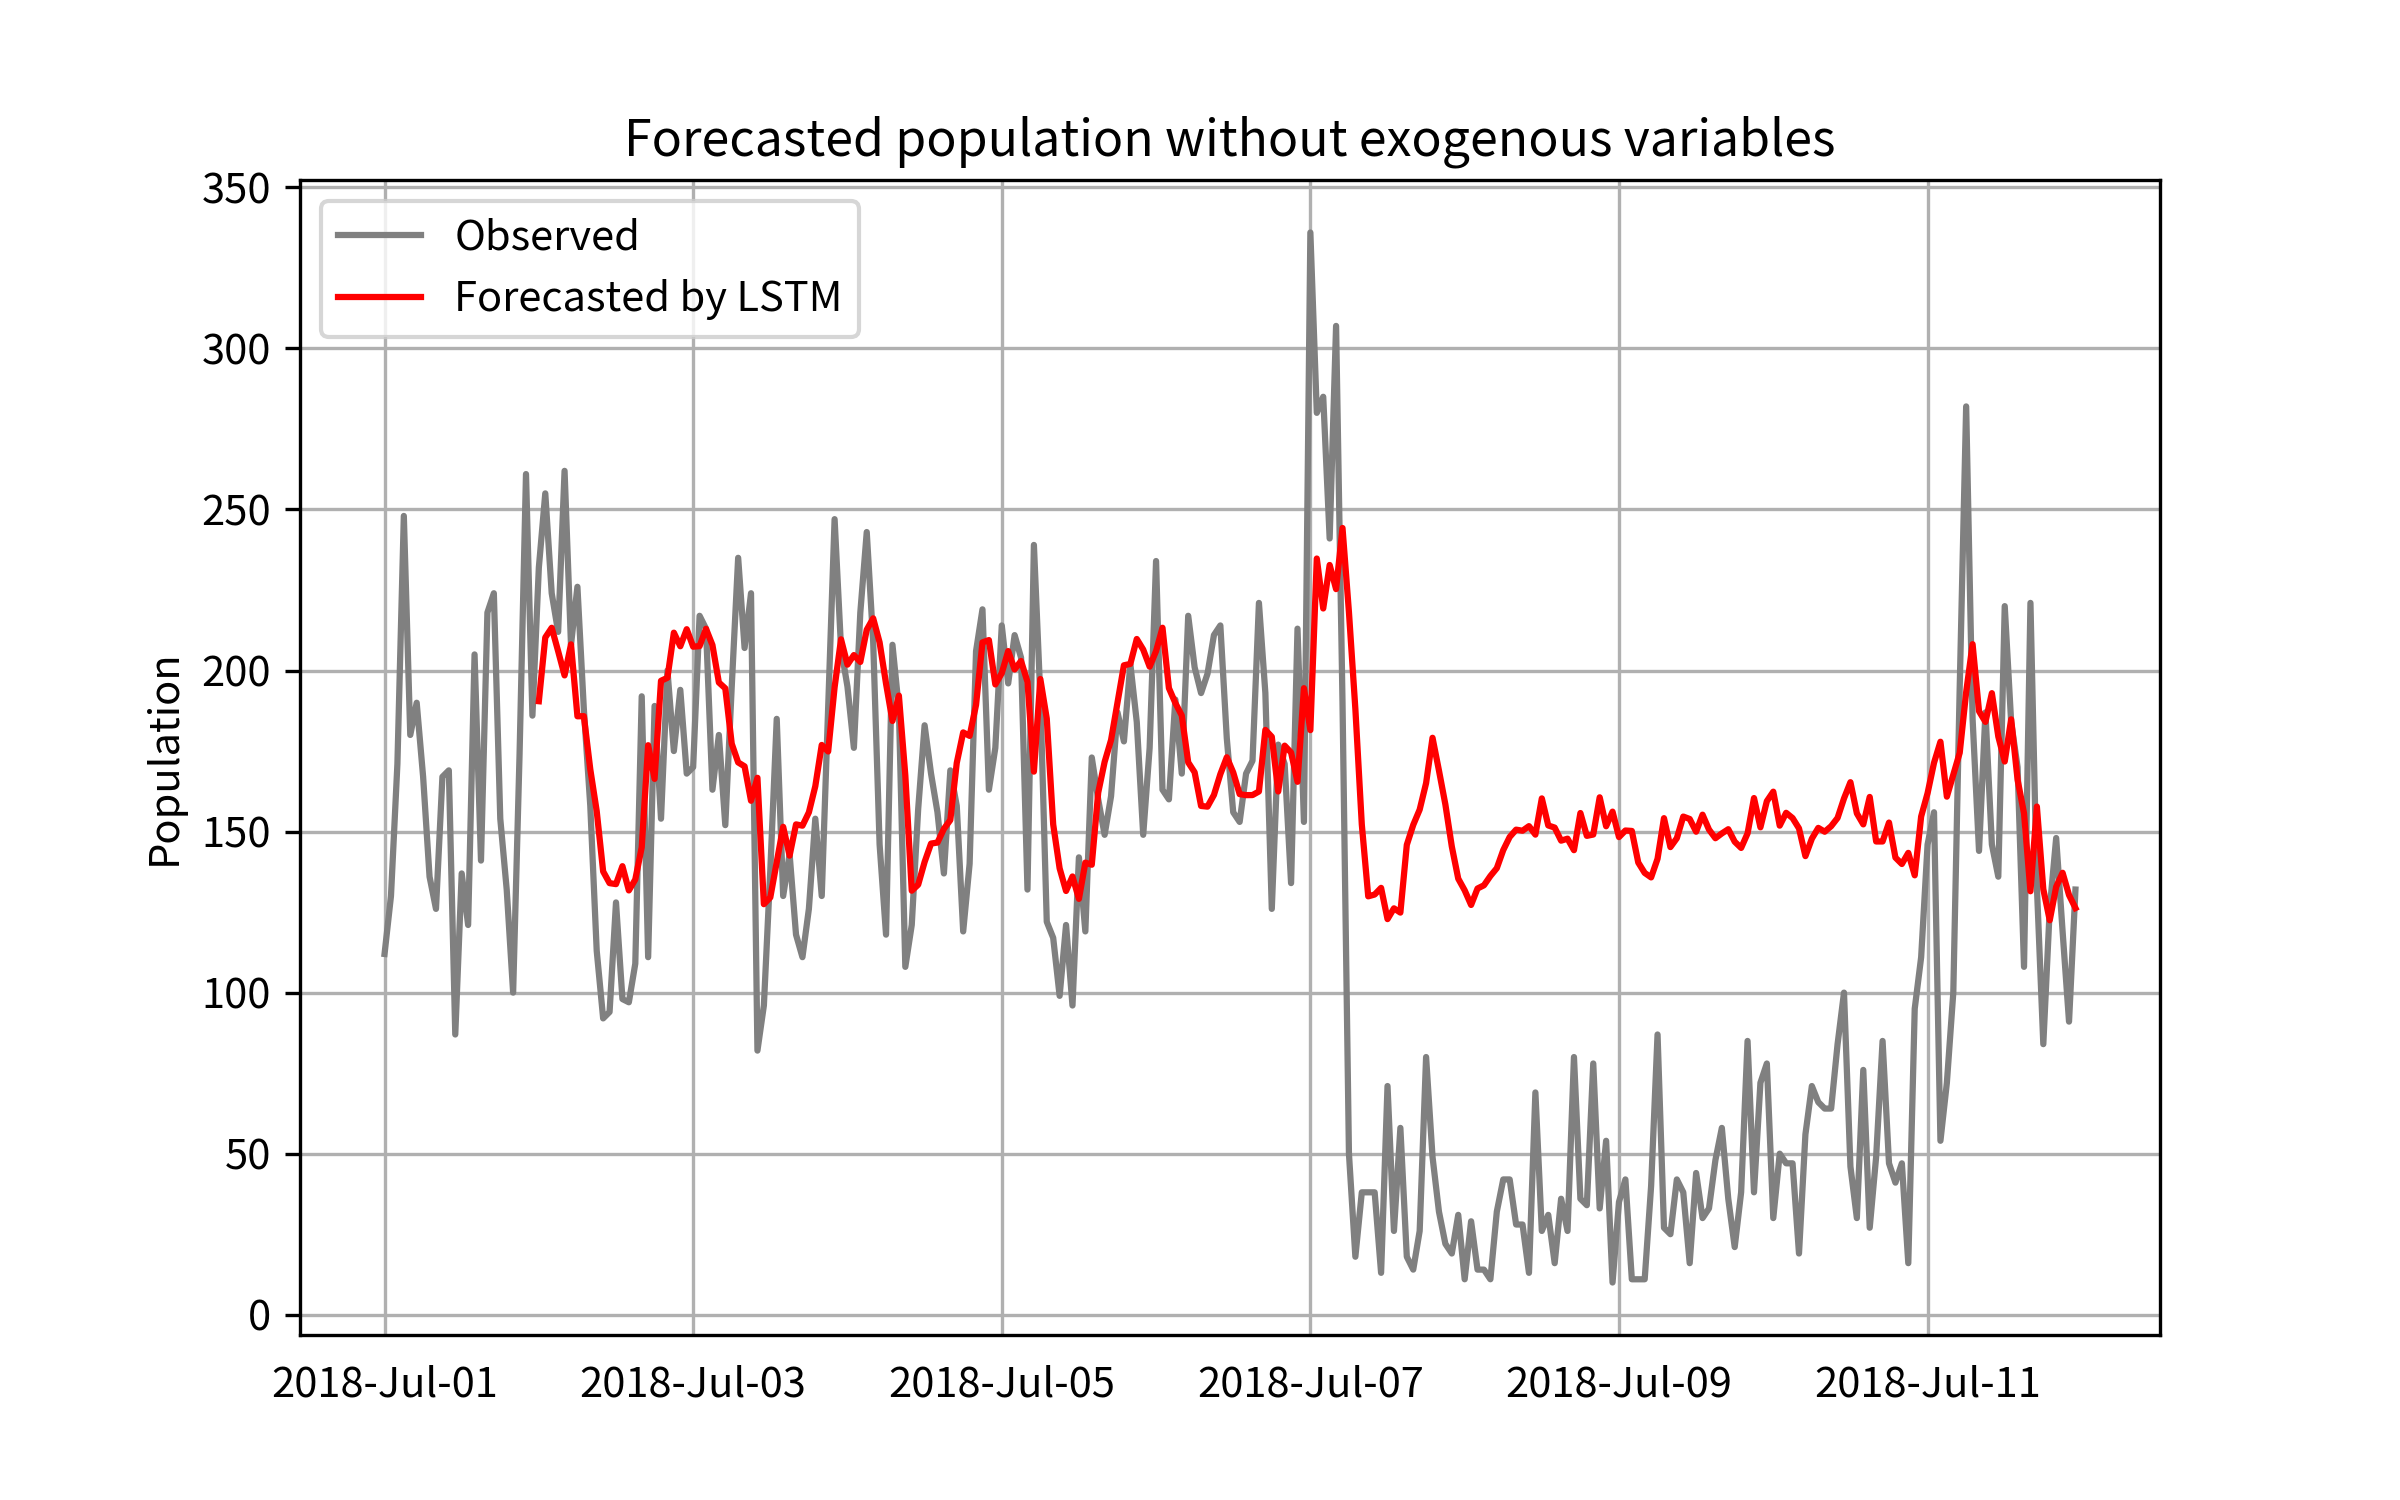 Forecasted population without exogenous variables
Observed
Forecasted by LSTM
Population
350
300
250
200
150
100
50
0
2018-Jul-01 2018-Jul-03 2018-Jul-05 2018-Jul-07 2018-Jul-09 2018-Jul-11